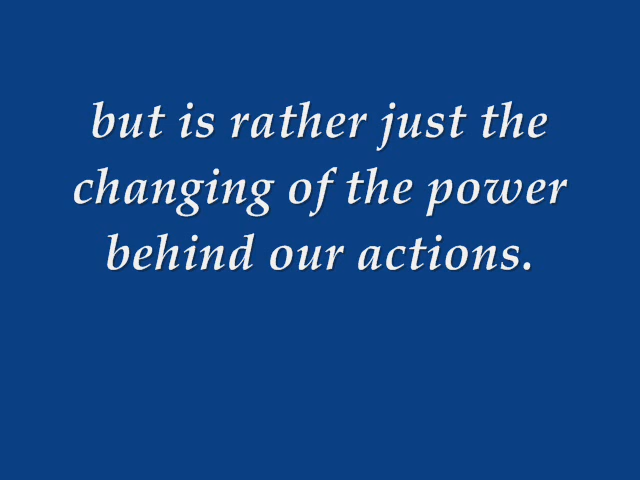 but is rather just the
changing of the power
behind our actions.